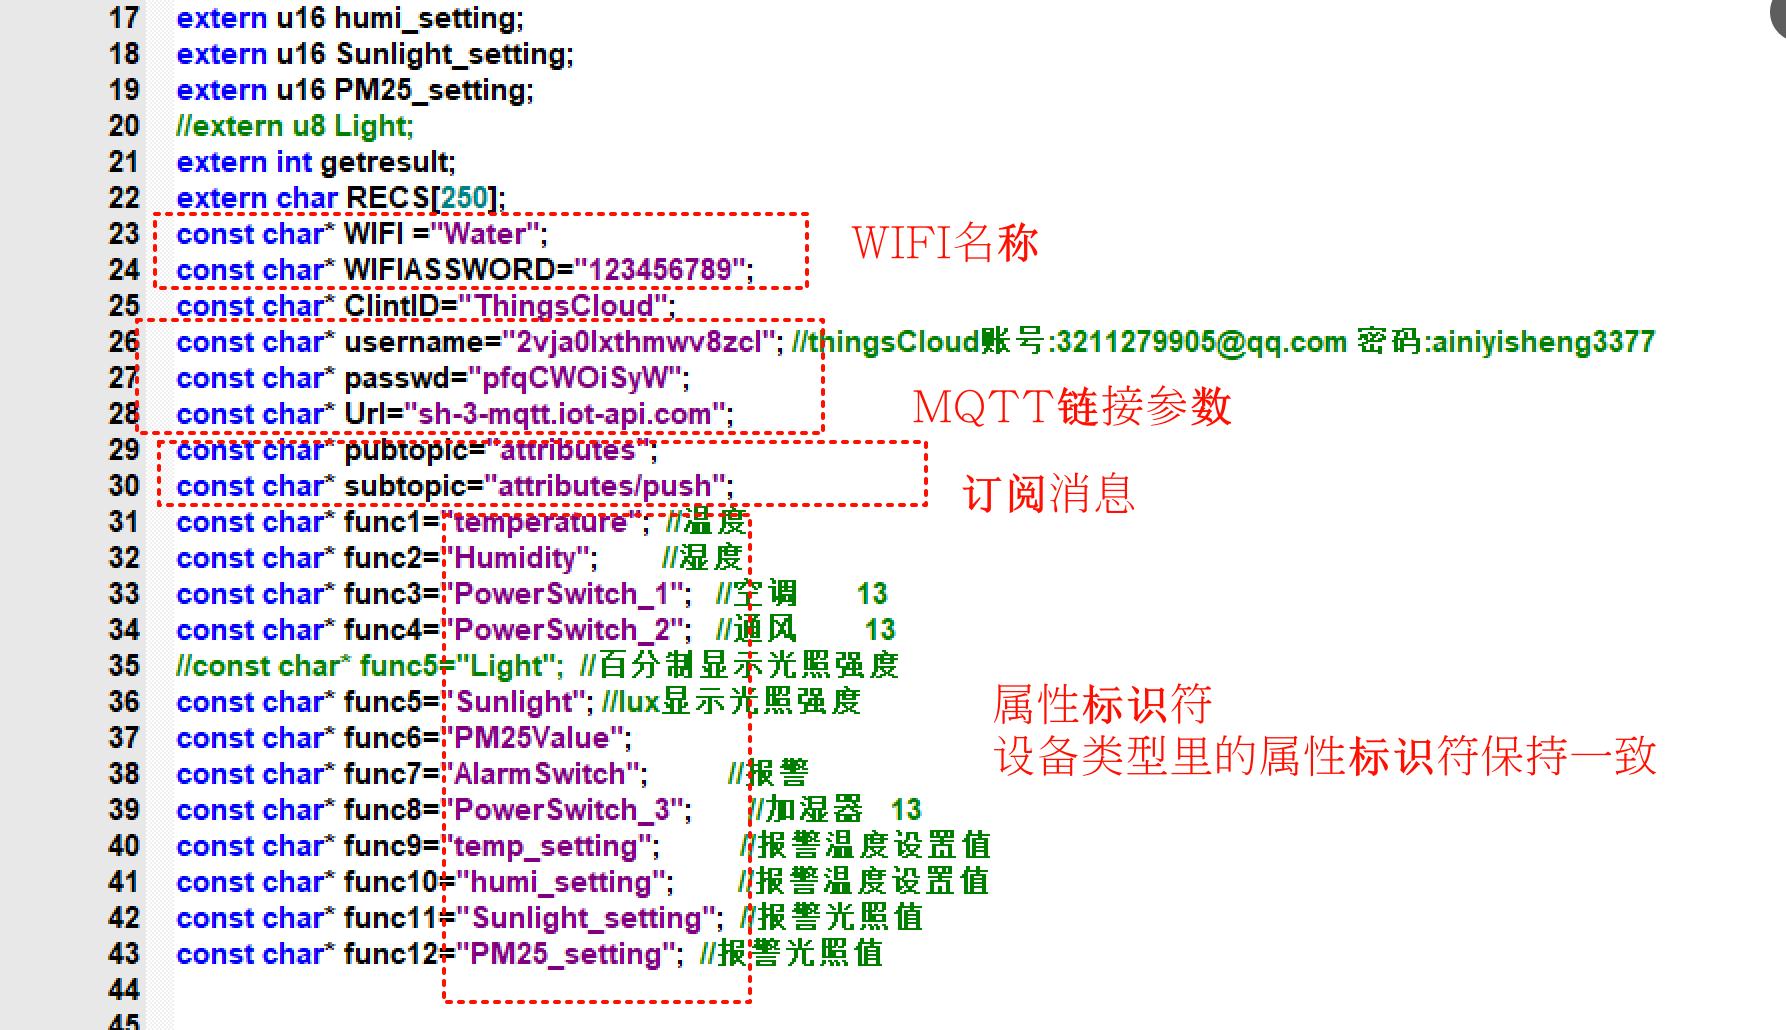 17 extern u16 humi_setting;
18 extern u16 Sunlight_setting;
19 extern u16 PM25_setting;
20 //extern u8 Light;
21 extern int getresult;
22 extern char RECS[250];
23 const char* WIFI ="Water";
WIFI名称
24 const char* WIFIASSWORD="123456789";
25 const char* ClintID="ThingsCloud";
26 const char* username="2vja0lxthmwv8zcl"; //thingsCloud账号:3211279905@qq.com 密码:ainiyisheng3377
27 const char* passwd="pfqCWOiSyW";
MQTT链接参数
28 const char* Url="sh-3-mqtt.iot-api.com";
29 const char* pubtopic="attributes";
30 const char* subtopic="attributes/push";
订阅消息
31 const char* func1="temperature"; //温度
32 const char* func2="Humidity"; //湿度
33 const char* func3="PowerSwitch_1"; //空调 13
34 const char* func4="PowerSwitch_2"; //通风 13
35 //const char* func5="Light"; //百分制显示光照强度
36 const char* func5="Sunlight"; //lux显示光照强度
属性标识符
37 const char* func6="PM25Value";
设备类型里的属性标识符保持一致
38 const char* func7="AlarmSwitch"; //报警
39 const char* func8="PowerSwitch_3"; //加湿器 13
40 const char* func9="temp_setting"; //报警温度设置值
41 const char* func10="humi_setting"; //报警温度设置值
42 const char* func11="Sunlight_setting"; //报警光照值
43 const char* func12="PM25_setting"; //报警光照值
44
45